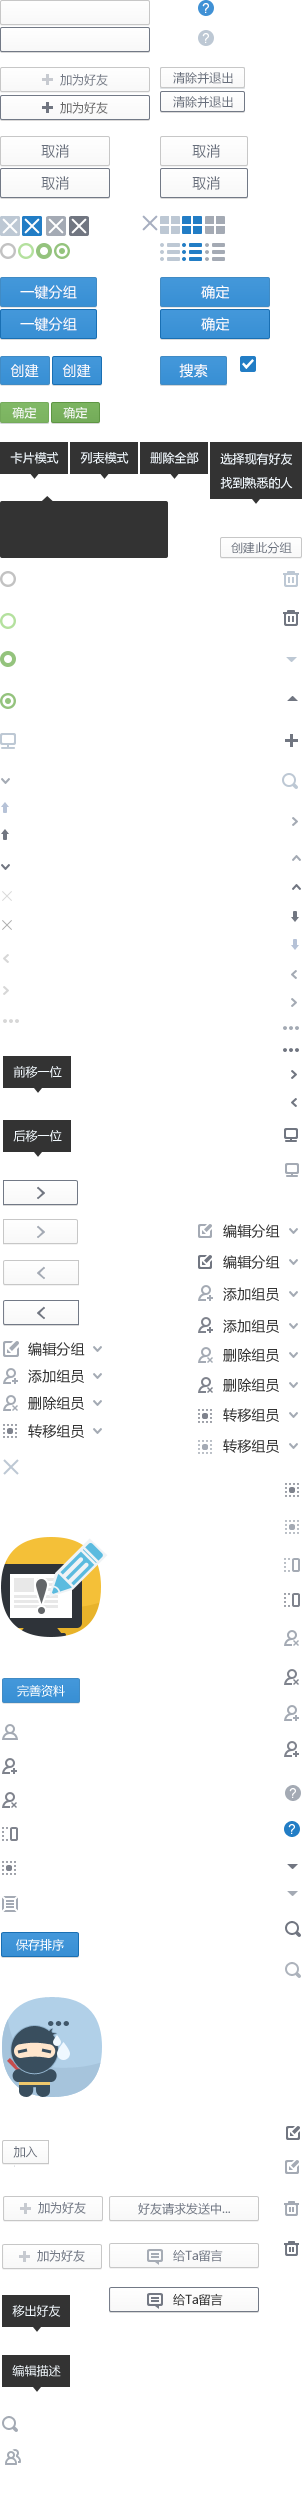 加为好友
清除并退出
加为好友
清除并退出
取消
取消
取消
取消
一键分组
确定
一键分组
确定
创建
创建
搜索
确定
确定
卡片模式
列表模式
删除全部
选择现有好友
找到熟悉的人
创建此分组
前移一位
后移一位
编辑分组
编辑分组
添加组员
添加组员
删除组员
删除组员
转移组员
转移组员
编辑分组
添加组员
删除组员
转移组员
完善资料
保存排序
加入
加为好友
好友请求发送中...
加为好友
给Ta留言
给Ta留言
移出好友
编辑描述